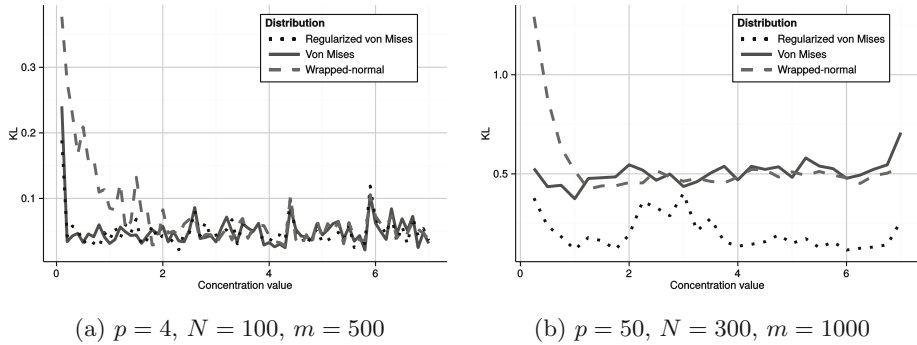 Distribution
Regularized von Mises
Von Mises
Wrapped-normal
KL
0.3
0.2
0.1
0 2 4 6
Concentration value
(a) p = 4, N = 100, m = 500
Distribution
Regularized von Mises
Von Mises
Wrapped-normal
KL
1.0
0.5
0 2 4 6
Concentration value
(b) p = 50, N = 300, m = 1000